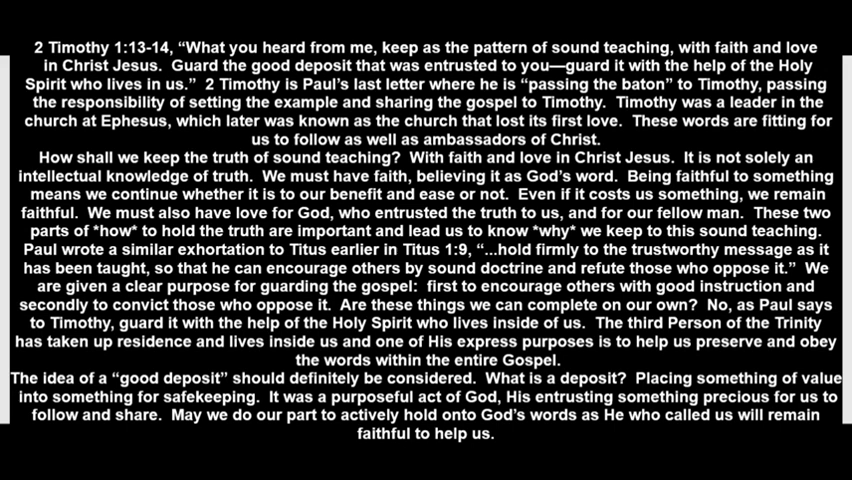 2 Timothy 1:13-14, “What you heard from me, keep as the pattern of sound teaching, with faith and love
in Christ Jesus.  Guard the good deposit that was entrusted to you—guard it with the help of the Holy
Spirit who lives in us.”  2 Timothy is Paul’s last letter where he is “passing the baton” to Timothy, passing
the responsibility of setting the example and sharing the gospel to Timothy.  Timothy was a leader in the
church at Ephesus, which later was known as the church that lost its first love.  These words are fitting for
us to follow as well as ambassadors of Christ.
How shall we keep the truth of sound teaching?  With faith and love in Christ Jesus.  It is not solely an
intellectual knowledge of truth.  We must have faith, believing it as God’s word.  Being faithful to something
means we continue whether it is to our benefit and ease or not.  Even if it costs us something, we remain
faithful.  We must also have love for God, who entrusted the truth to us, and for our fellow man.  These two
parts of *how* to hold the truth are important and lead us to know *why* we keep to this sound teaching.
Paul wrote a similar exhortation to Titus earlier in Titus 1:9, “...hold firmly to the trustworthy message as it
has been taught, so that he can encourage others by sound doctrine and refute those who oppose it.”  We
are given a clear purpose for guarding the gospel:  first to encourage others with good instruction and
secondly to convict those who oppose it.  Are these things we can complete on our own?  No, as Paul says
to Timothy, guard it with the help of the Holy Spirit who lives inside of us.  The third Person of the Trinity
has taken up residence and lives inside us and one of His express purposes is to help us preserve and obey
the words within the entire Gospel.
The idea of a “good deposit” should definitely be considered.  What is a deposit?  Placing something of value
into something for safekeeping.  It was a purposeful act of God, His entrusting something precious for us to
follow and share.  May we do our part to actively hold onto God’s words as He who called us will remain
faithful to help us.